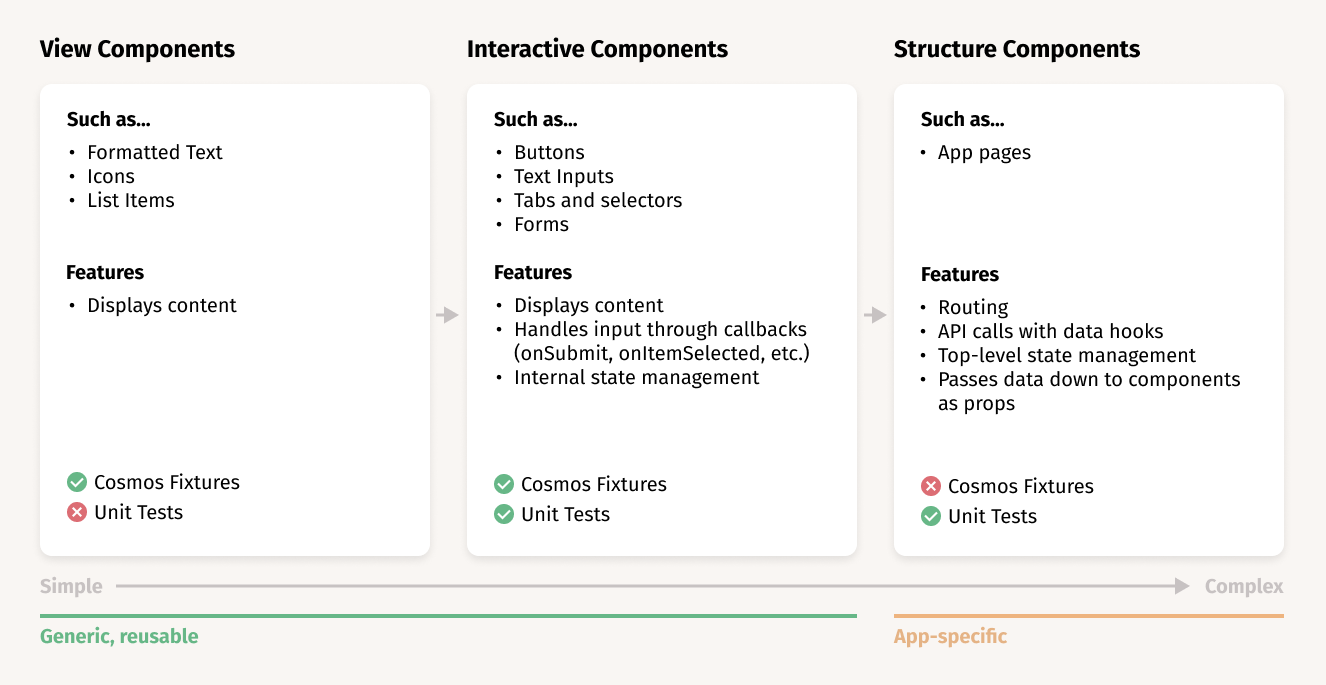 View Components
Such as...
• Formatted Text
• Icons
• List Items
Features
• Displays content
Cosmos Fixtures
Unit Tests
Interactive Components
Such as...
• Buttons
• Text Inputs
• Tabs and selectors
• Forms
Features
• Displays content
• Handles input through callbacks
(onSubmit, onItemSelected, etc.)
• Internal state management
Cosmos Fixtures
Unit Tests
Structure Components
Such as...
• App pages
Features
• Routing
• API calls with data hooks
• Top-level state management
• Passes data down to components
as props
Cosmos Fixtures
Unit Tests
Simple
Complex
Generic, reusable
App-specific